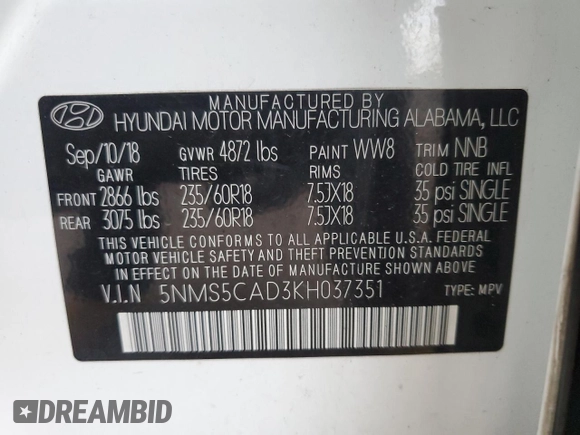 MANUFACTURED BY
HYUNDAI MOTOR MANUFACTURING ALABAMA, LLC
Sep/10/18 GVWR 4872 lbs PAINT WW8 TRIM NNB
GAWR TIRES RIMS COLD TIRE INFL
FRONT 2866 lbs 235/60R18 7.5JX18 35 psi SINGLE
REAR 3075 lbs 235/60R18 7.5JX18 35 psi SINGLE
THIS VEHICLE CONFORMS TO ALL APPLICABLE U.S.A. FEDERAL
MOTOR VEHICLE SAFETY AND THEFT PREVENTION STANDARDS
IN EFFECT ON THE DATE OF MANUFACTURE SHOWN ABOVE.
V.I.N 5NMS5CAD3KH037351 TYPE: MPV
DREAMBID